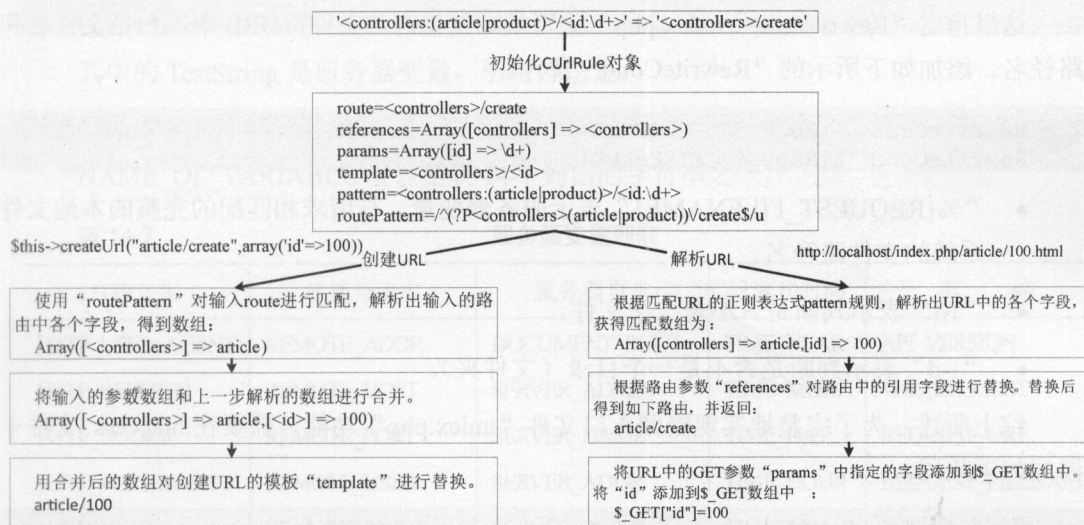 '<controllers:(article|product)>/<id:\d+>' => '<controllers>/create'
初始化CUrlRule对象
路径名、添加如下所示的 "RewriteCond
route=<controllers>/create
references=Array([controllers] => <controllers>)
params=Array([id] => \d+)
template=<controllers>/<id>
pattern=<controllers:(article|product)>/<id:\d+>
routePattern=/^(?P<controllers>(article|product))\/create$/u
$this->createUrl("article/create",array('id'=>100))
创建URL
解析URL
http://localhost/index.php/article/100.html
使用“routePattern”对输入route进行匹配，解析出输入的路
由中各个字段，得到数组：
Array([<controllers>] => article)
将输入的参数数组和上一步解析的数组进行合并。
Array([<controllers>] => article,[<id>] => 100')
用合并后的数组对创建URL的模板“template”进行替换。
article/100
根据匹配URL的正则表达式pattern规则，解析出URL中的各个字段，
获得匹配数组为：
Array([controllers] => article,[id] => 100)
根据路由参数“references”对路由中的引用字段进行替换。替换后
得到如下路由，并返回：
article/create
将URL中的GET参数“params”中指定的字段添加到$_GET数组中。
将“id”添加到$_GET数组中 ：
$_GET["id"]=100